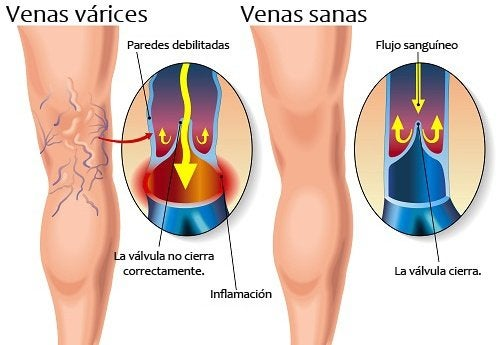 Venas várices
Venas sanas
Paredes debilitadas
Flujo sanguíneo
La válvula no cierra
correctamente.
Inflamación
La válvula cierra.